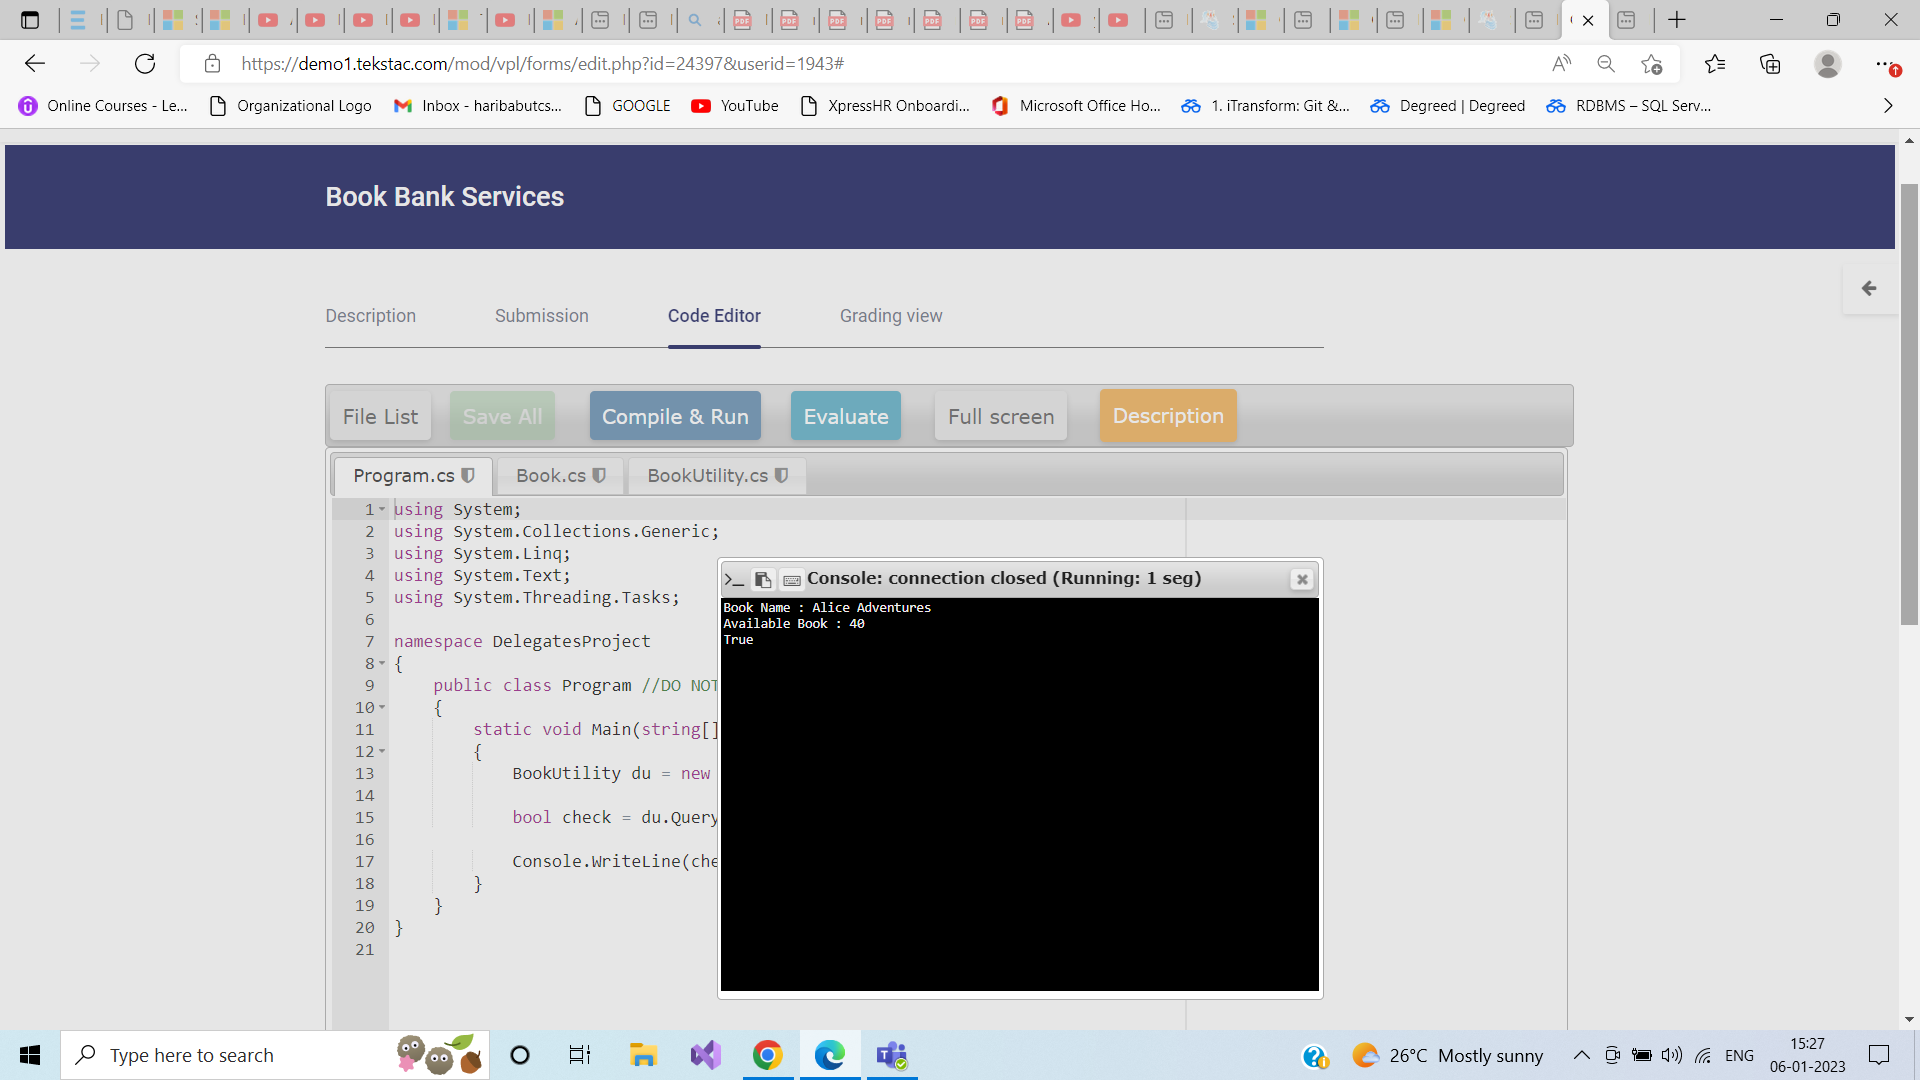 https://demo1.tekstac.com/mod/vpl/forms/edit.php?id=24397&userid=1943#
Online Courses - Le...
Organizational Logo
Inbox - haribabutcs...
GOOGLE
YouTube
XpressHR Onboardi...
Microsoft Office Ho...
1. iTransform: Git &...
Degreed | Degreed
RDBMS – SQL Serv...
Book Bank Services
Description
Submission
Code Editor
Grading view
File List
Save All
Compile & Run
Evaluate
Full screen
Description
Program.cs
Book.cs
BookUtility.cs
1 using System;
2 using System.Collections.Generic;
3 using System.Linq;
4 using System.Text;
5 using System.Threading.Tasks;
6
7 namespace DelegatesProject
8 {
9 public class Program //DO NOT
10 {
11 static void Main(string[]
12 {
13 BookUtility du = new
14
15 bool check = du.Query
16
17 Console.WriteLine(che
18 }
19 }
20 }
21
Console: connection closed (Running: 1 seg)
Book Name : Alice Adventures
Available Book : 40
True
Type here to search
26°C Mostly sunny
ENG
15:27
06-01-2023